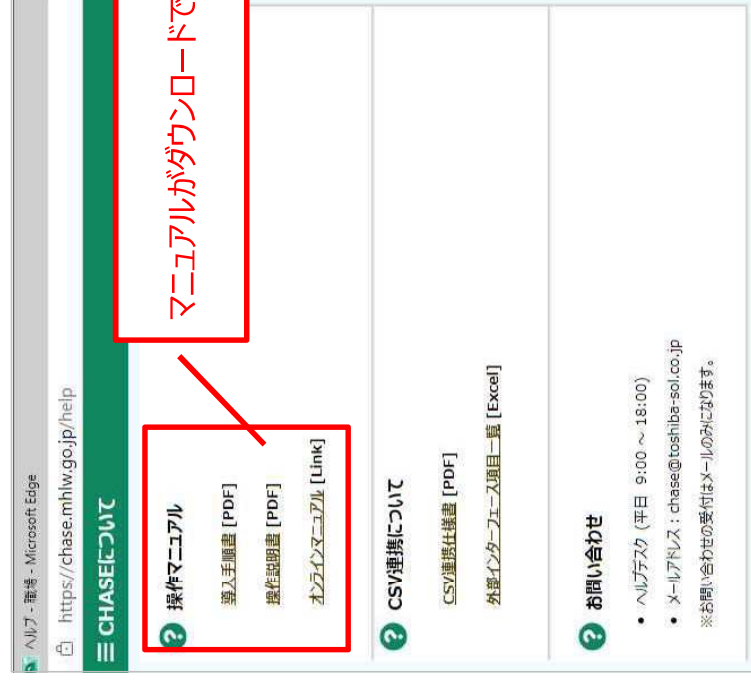 ヘルプ - 職場 - Microsoft Edge
https://chase.mhlw.go.jp/help
CHASEについて
マニュアルがダウンロードで
? 操作マニュアル
導入手順書 [PDF]
操作説明書 [PDF]
オンラインマニュアル [Link]
? CSV連携について
CSV連携仕様書 [PDF]
外部インターフェース項目一覧 [Excel]
? お問い合わせ
• ヘルプデスク (平日 9:00 ～ 18:00)
• メールアドレス : chase@toshiba-sol.co.jp
※お問い合わせの受付はメールのみになります。